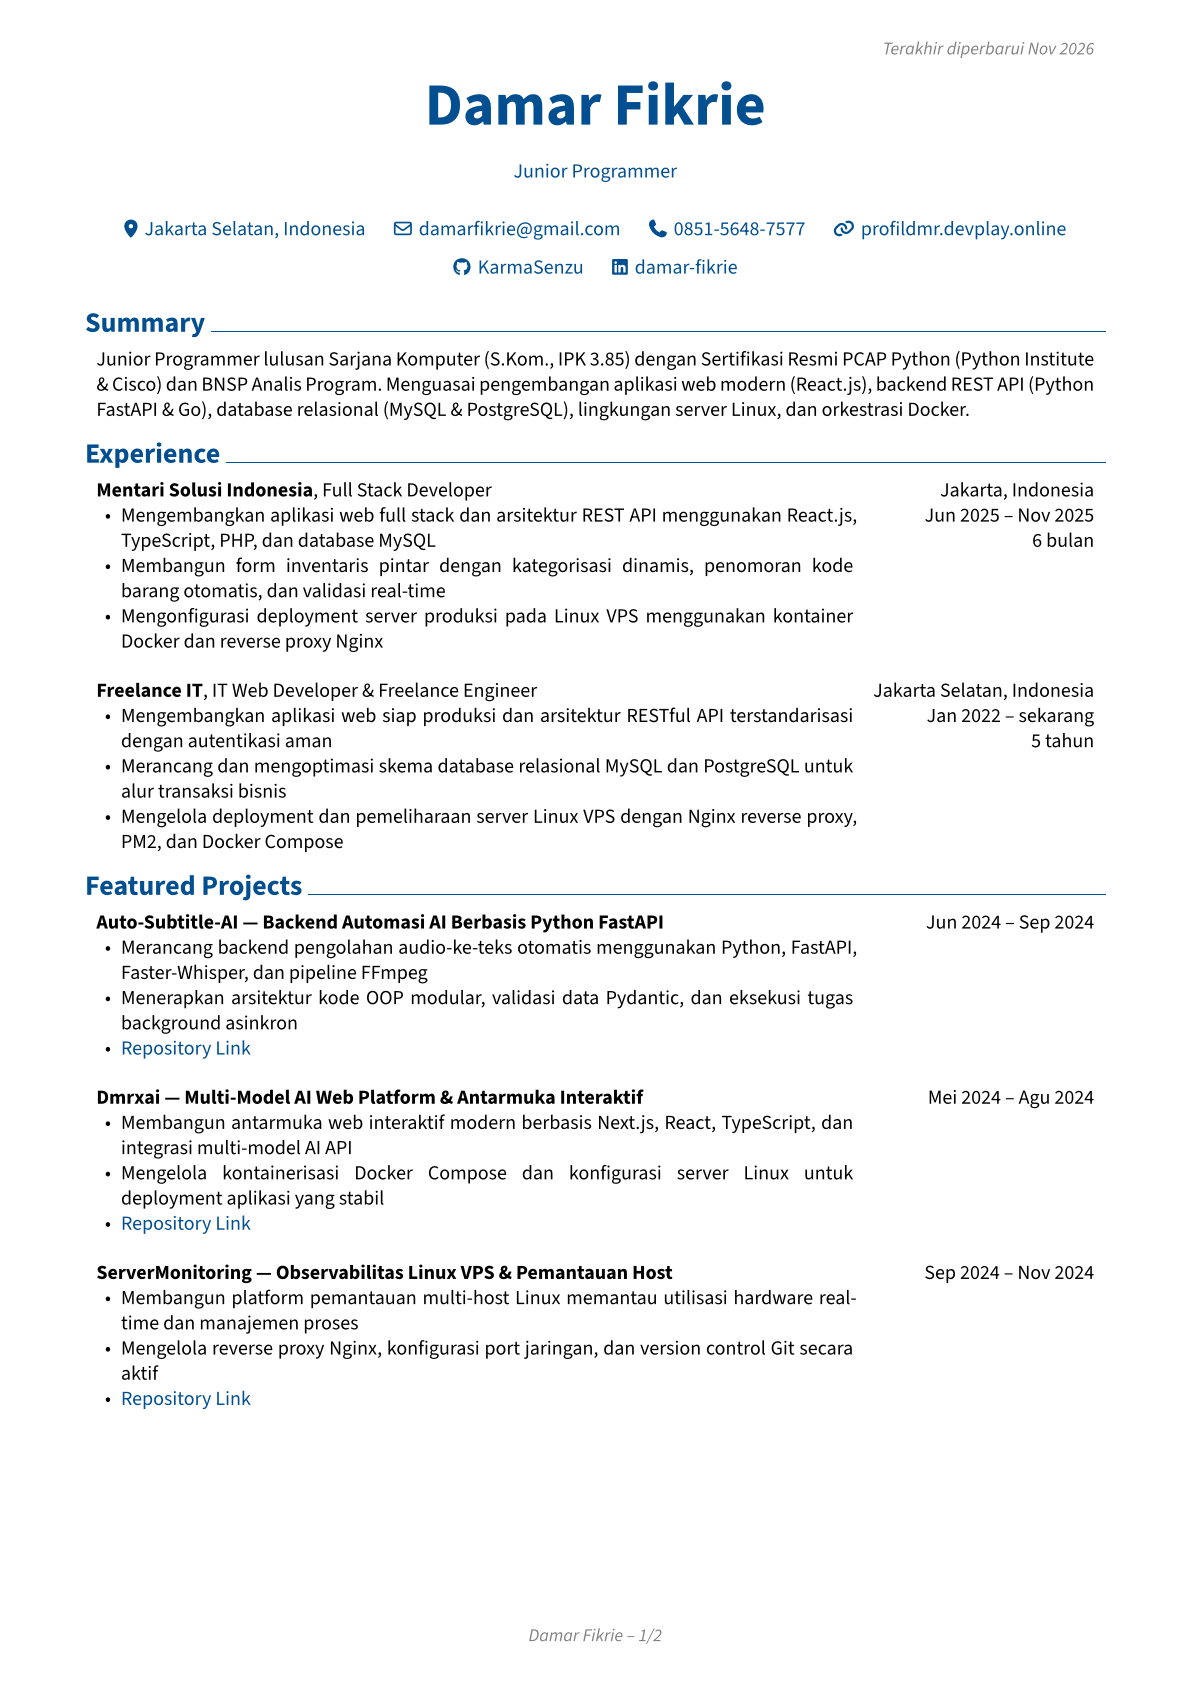 Terakhir diperbarui Nov 2026
Damar Fikrie
Junior Programmer
Jakarta Selatan, Indonesia damarfikrie@gmail.com 0851-5648-7577 profildmr.devplay.online
KarmaSenzu damar-fikrie
Summary
Junior Programmer lulusan Sarjana Komputer (S.Kom., IPK 3.85) dengan Sertifikasi Resmi PCAP Python (Python Institute
& Cisco) dan BNSP Analis Program. Menguasai pengembangan aplikasi web modern (React.js), backend REST API (Python
FastAPI & Go), database relasional (MySQL & PostgreSQL), lingkungan server Linux, dan orkestrasi Docker.
Experience
Mentari Solusi Indonesia, Full Stack Developer Jakarta, Indonesia
• Mengembangkan aplikasi web full stack dan arsitektur REST API menggunakan React.js, Jun 2025 – Nov 2025
TypeScript, PHP, dan database MySQL 6 bulan
• Membangun form inventaris pintar dengan kategorisasi dinamis, penomoran kode
barang otomatis, dan validasi real-time
• Mengonfigurasi deployment server produksi pada Linux VPS menggunakan kontainer
Docker dan reverse proxy Nginx
Freelance IT, IT Web Developer & Freelance Engineer Jakarta Selatan, Indonesia
• Mengembangkan aplikasi web siap produksi dan arsitektur RESTful API terstandarisasi Jan 2022 – sekarang
dengan autentikasi aman 5 tahun
• Merancang dan mengoptimasi skema database relasional MySQL dan PostgreSQL untuk
alur transaksi bisnis
• Mengelola deployment dan pemeliharaan server Linux VPS dengan Nginx reverse proxy,
PM2, dan Docker Compose
Featured Projects
Auto-Subtitle-AI — Backend Automasi AI Berbasis Python FastAPI Jun 2024 – Sep 2024
• Merancang backend pengolahan audio-ke-teks otomatis menggunakan Python, FastAPI,
Faster-Whisper, dan pipeline FFmpeg
• Menerapkan arsitektur kode OOP modular, validasi data Pydantic, dan eksekusi tugas
background asinkron
• Repository Link
Dmrxai — Multi-Model AI Web Platform & Antarmuka Interaktif Mei 2024 – Agu 2024
• Membangun antarmuka web interaktif modern berbasis Next.js, React, TypeScript, dan
integrasi multi-model AI API
• Mengelola kontainerisasi Docker Compose dan konfigurasi server Linux untuk
deployment aplikasi yang stabil
• Repository Link
ServerMonitoring — Observabilitas Linux VPS & Pemantauan Host Sep 2024 – Nov 2024
• Membangun platform pemantauan multi-host Linux memantau utilisasi hardware real-
time dan manajemen proses
• Mengelola reverse proxy Nginx, konfigurasi port jaringan, dan version control Git secara
aktif
• Repository Link
Damar Fikrie – 1/2